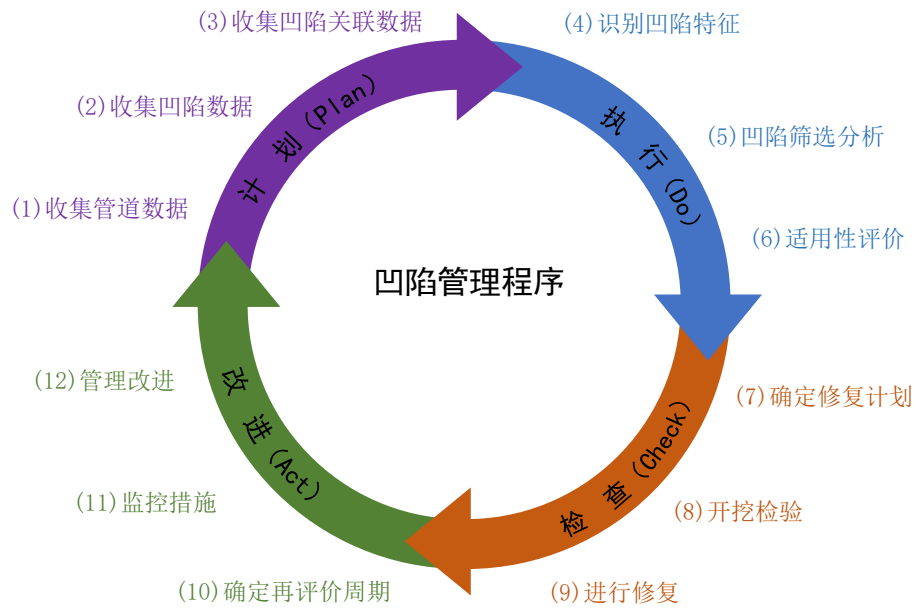 (1)收集管道数据
(2)收集凹陷数据
(3)收集凹陷关联数据
计 划(Plan)
(4)识别凹陷特征
(5)凹陷筛选分析
(6)适用性评价
执 行(Do)
凹陷管理程序
(7)确定修复计划
(8)开挖检验
(9)进行修复
检 查(Check)
(10)确定再评价周期
(11)监控措施
(12)管理改进
改 进(Act)